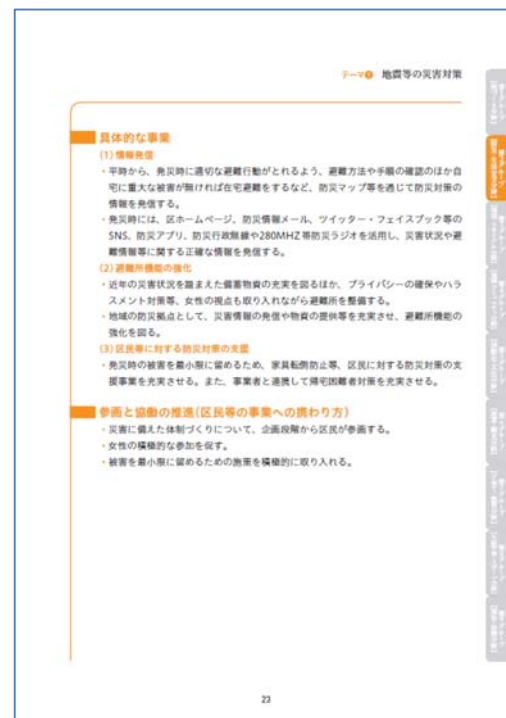 テーマ❶ 地震等の災害対策
具体的な事業
(1)情報発信
・平時から、発災時に適切な避難行動がとれるよう、避難方法や手順の確認のほか自
宅に重大な被害が無ければ在宅避難をするなど、防災マップ等を通じて防災対策の
情報を発信する。
・発災時には、区ホームページ、防災情報メール、ツイッター・フェイスブック等の
SNS、防災アプリ、防災行政無線や280MHZ等防災ラジオを活用し、災害状況や避
難情報等に関する正確な情報を発信する。
(2)避難所機能の強化
・近年の災害状況を踏まえた備蓄物資の充実を図るほか、プライバシーの確保やハラ
スメント対策等、女性の視点も取り入れながら避難所を整備する。
・地域の防災拠点として、災害情報の発信や物資の提供等を充実させ、避難所機能の
強化を図る。
(3)区民等に対する防災対策の支援
・発災時の被害を最小限に留めるため、家具転倒防止等、区民に対する防災対策の支
援事業を充実させる。また、事業者と連携して帰宅困難者対策を充実させる。
参画と協働の推進(区民等の事業への携わり方)
・災害に備えた体制づくりについて、企画段階から区民が参画する。
・女性の積極的な参加を促す。
・被害を最小限に留めるための施策を積極的に取り入れる。
23